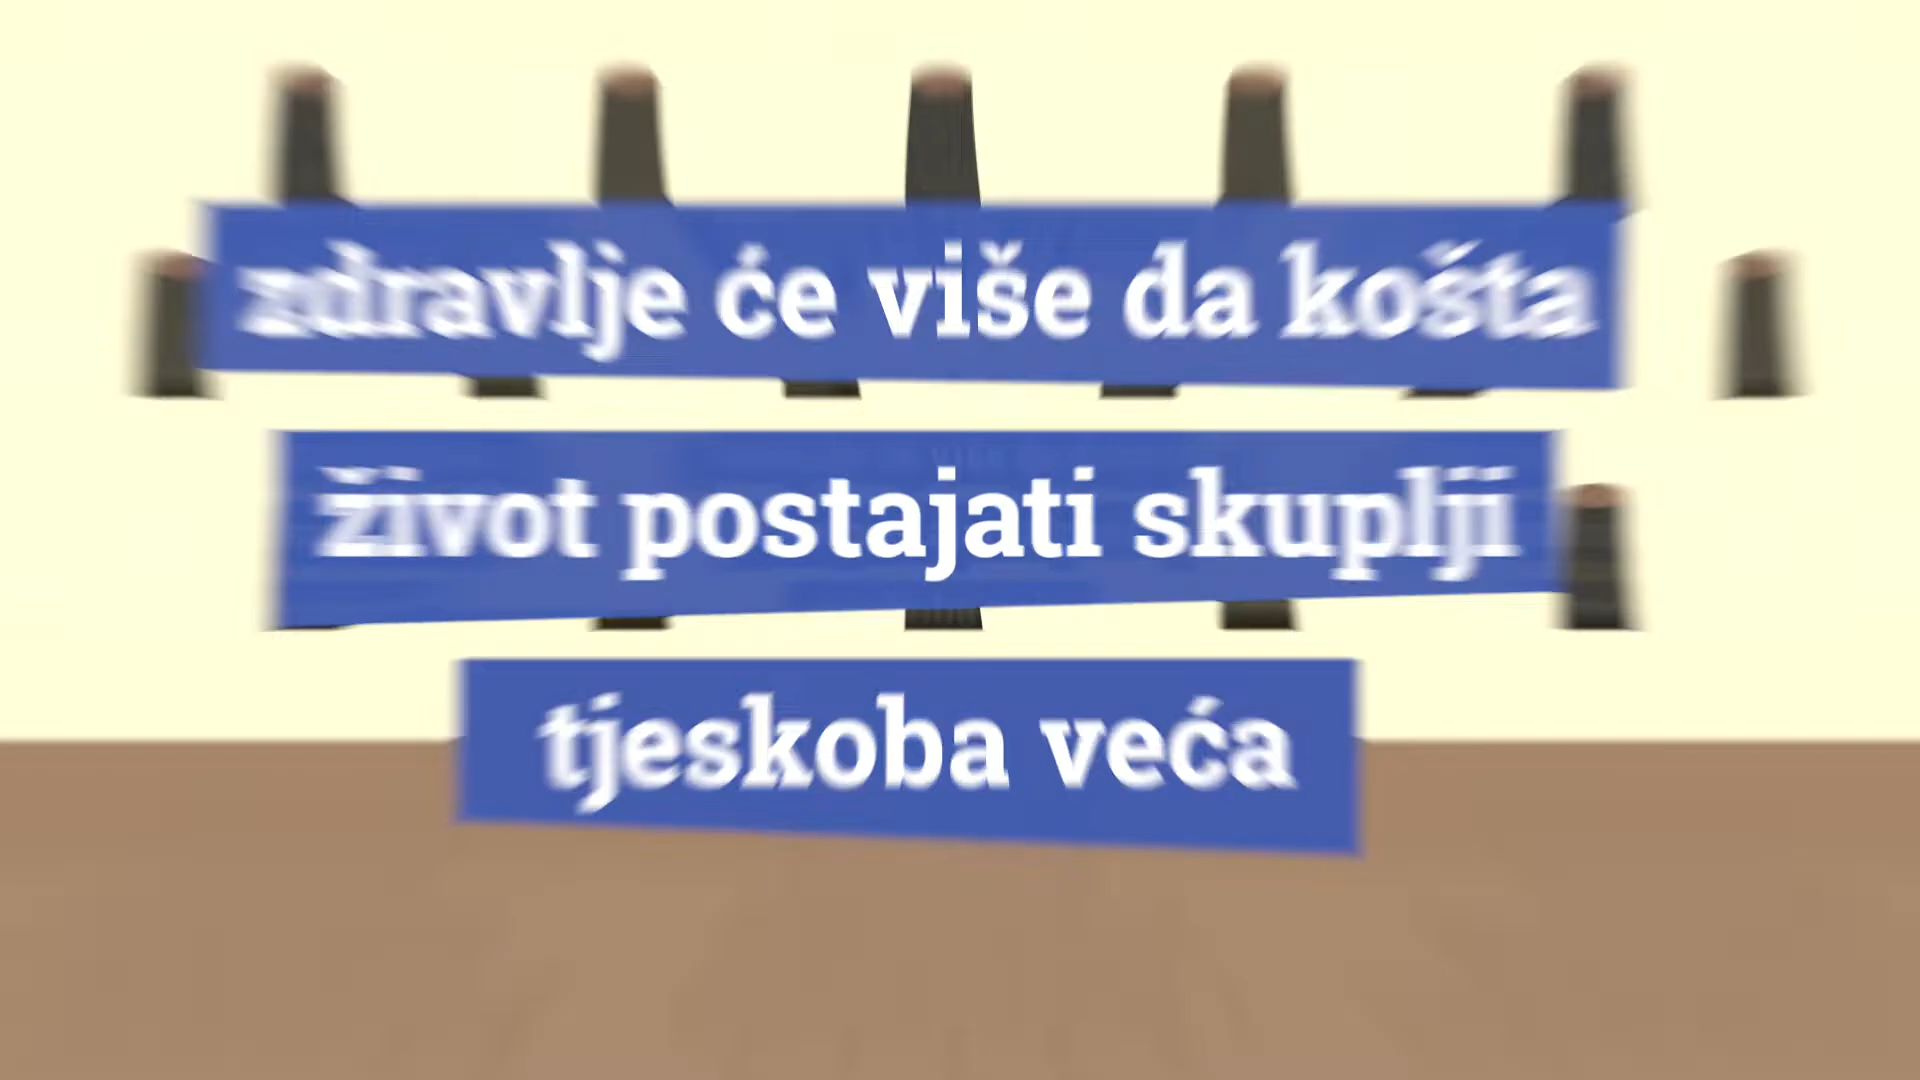 zdravlje će više da košta
život postajati skuplji
tjeskoba veća